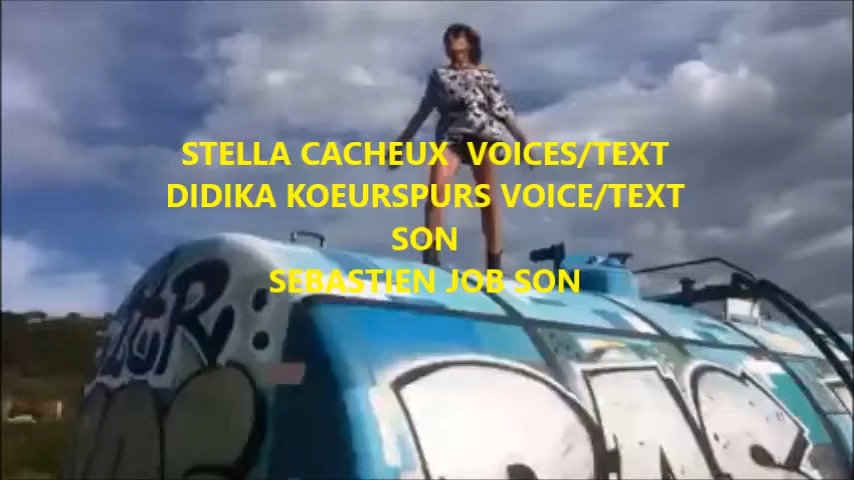 STELLA CACHEUX VOICES/TEXT
DIDIKA KOEURSPURS VOICE/TEXT
SON
SEBASTIEN JOB SON